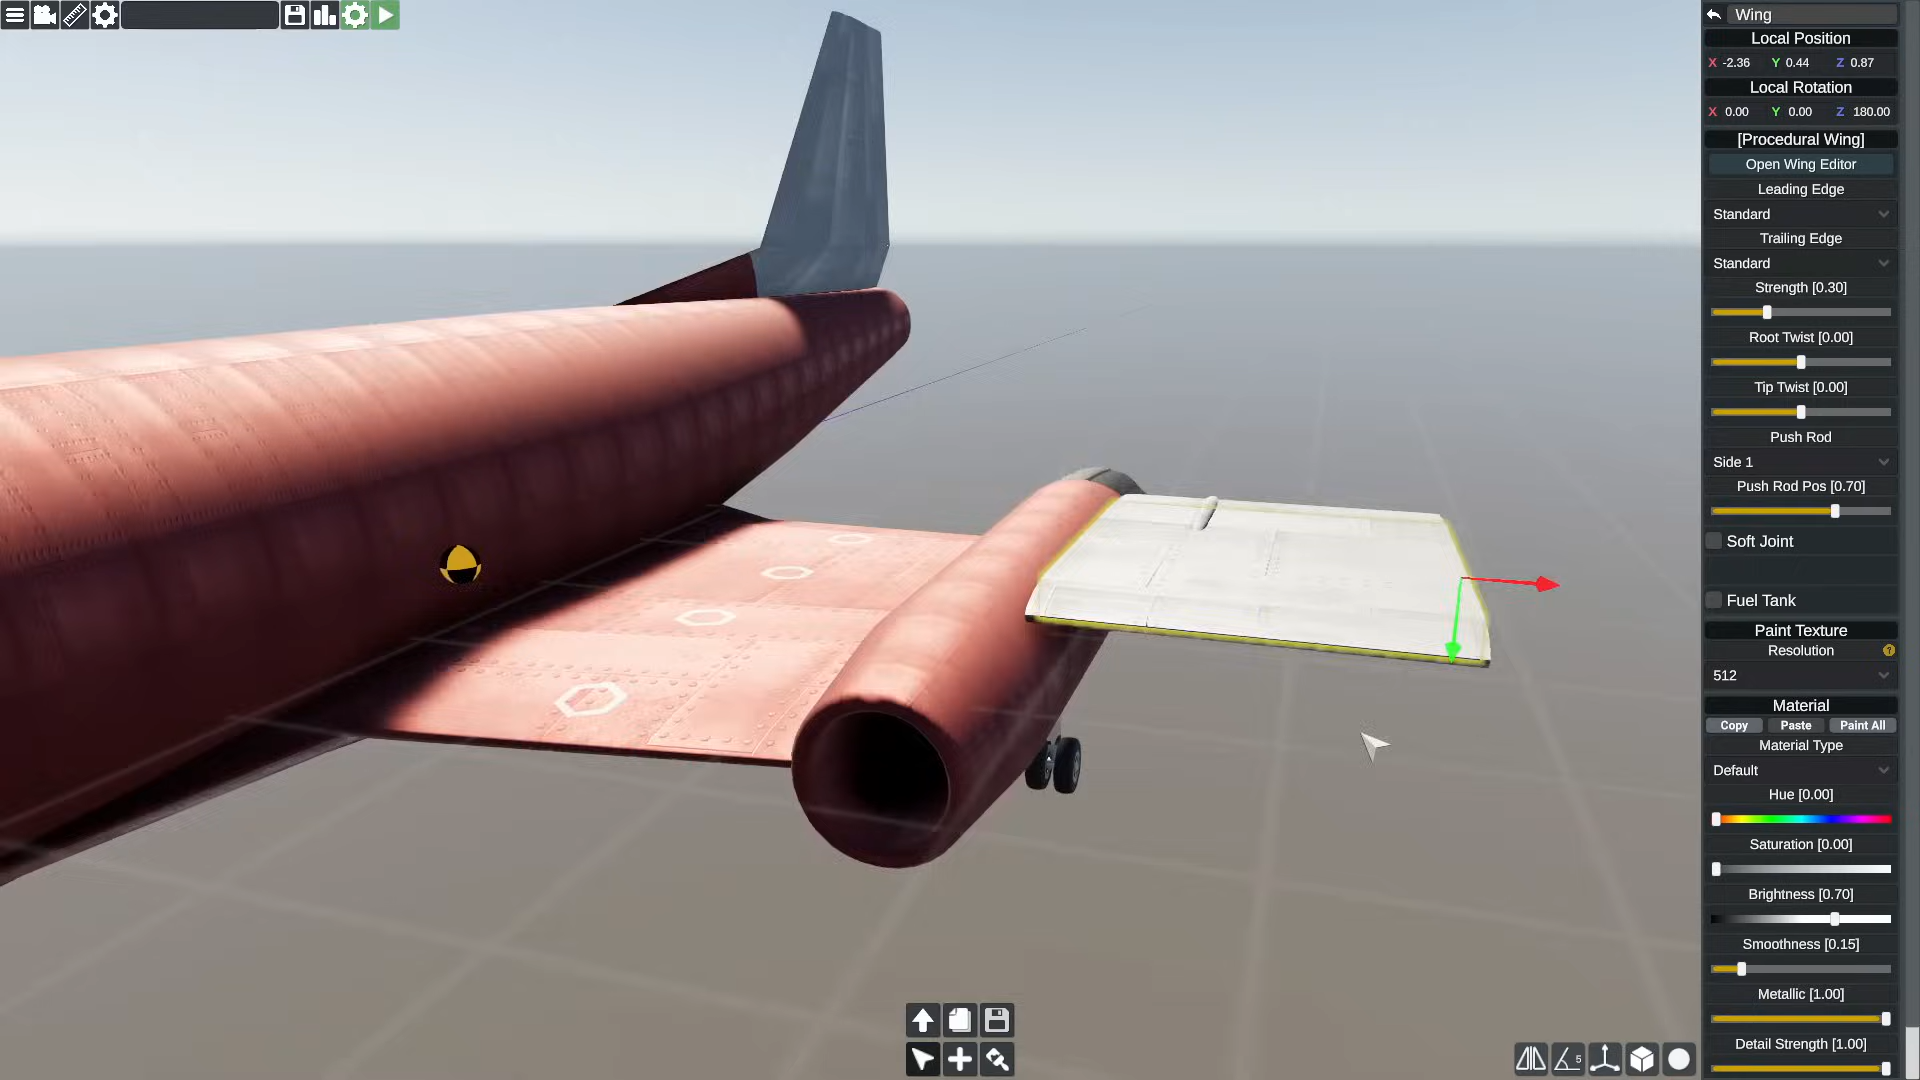 Wing
Local Position
X -2.36 Y 0.44 Z 0.87
Local Rotation
X 0.00 Y 0.00 Z 180.00
[Procedural Wing]
Open Wing Editor
Leading Edge
Standard
Trailing Edge
Standard
Strength [0.30]
Root Twist [0.00]
Tip Twist [0.00]
Push Rod
Side 1
Push Rod Pos [0.70]
Soft Joint
Fuel Tank
Paint Texture
Resolution
?
512
Material
Copy Paste Paint All
Material Type
Default
Hue [0.00]
Saturation [0.00]
Brightness [0.70]
Smoothness [0.15]
Metallic [1.00]
Detail Strength [1.00]
5